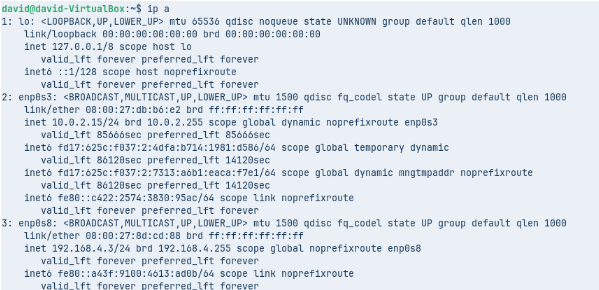 david@david-VirtualBox:~$ ip a
1: lo: <LOOPBACK,UP,LOWER_UP> mtu 65536 qdisc noqueue state UNKNOWN group default qlen 1000
    link/loopback 00:00:00:00:00:00 brd 00:00:00:00:00:00
    inet 127.0.0.1/8 scope host lo
       valid_lft forever preferred_lft forever
    inet6 ::1/128 scope host noprefixroute
       valid_lft forever preferred_lft forever
2: enp0s3: <BROADCAST,MULTICAST,UP,LOWER_UP> mtu 1500 qdisc fq_codel state UP group default qlen 1000
    link/ether 08:00:27:db:b6:e2 brd ff:ff:ff:ff:ff:ff
    inet 10.0.2.15/24 brd 10.0.2.255 scope global dynamic noprefixroute enp0s3
       valid_lft 85666sec preferred_lft 85666sec
    inet6 fd17:625c:f037:2:4dfa:b714:1981:d586/64 scope global temporary dynamic
       valid_lft 86120sec preferred_lft 14120sec
    inet6 fd17:625c:f037:2:7313:a6b1:eaca:f7e1/64 scope global dynamic mngtmpaddr noprefixroute
       valid_lft 86120sec preferred_lft 14120sec
    inet6 fe80::c422:2574:3830:95ac/64 scope link noprefixroute
       valid_lft forever preferred_lft forever
3: enp0s8: <BROADCAST,MULTICAST,UP,LOWER_UP> mtu 1500 qdisc fq_codel state UP group default qlen 1000
    link/ether 08:00:27:8d:cd:88 brd ff:ff:ff:ff:ff:ff
    inet 192.168.4.3/24 brd 192.168.4.255 scope global noprefixroute enp0s8
       valid_lft forever preferred_lft forever
    inet6 fe80::a43f:9100:4613:ad0b/64 scope link noprefixroute
       valid_lft forever preferred_lft forever